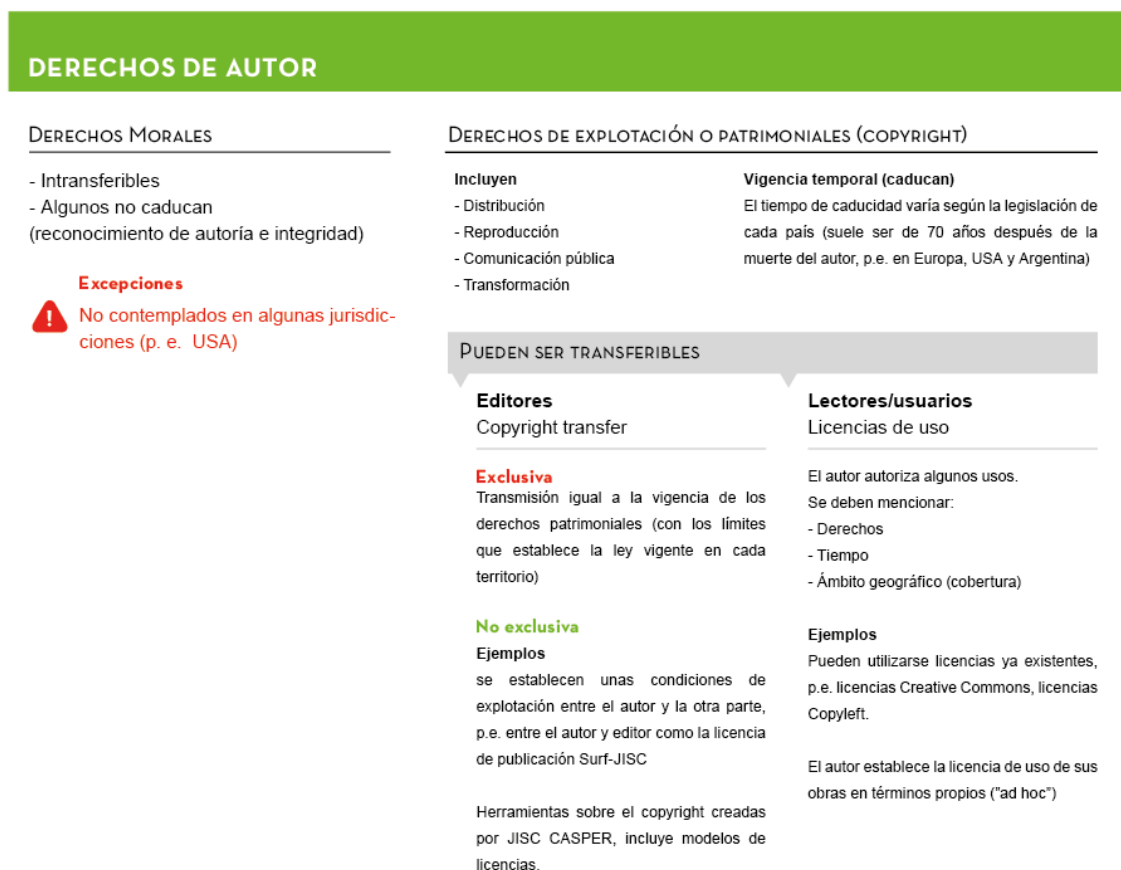 DERECHOS DE AUTOR
DERECHOS MORALES
- Intransferibles
- Algunos no caducan
(reconocimiento de autoría e integridad)
Excepciones
!
No contemplados en algunas jurisdic-
ciones (p. e.  USA)
DERECHOS DE EXPLOTACIÓN O PATRIMONIALES (COPYRIGHT)
Incluyen
- Distribución
- Reproducción
- Comunicación pública
- Transformación
Vigencia temporal (caducan)
El tiempo de caducidad varía según la legislación de
cada país (suele ser de 70 años después de la
muerte del autor, p.e. en Europa, USA y Argentina)
PUEDEN SER TRANSFERIBLES
Editores
Copyright transfer
Exclusiva
Transmisión igual a la vigencia de los
derechos patrimoniales (con los límites
que establece la ley vigente en cada
territorio)
No exclusiva
Ejemplos
se establecen unas condiciones de
explotación entre el autor y la otra parte,
p.e. entre el autor y editor como la licencia
de publicación Surf-JISC
Herramientas sobre el copyright creadas
por JISC CASPER, incluye modelos de
licencias.
Lectores/usuarios
Licencias de uso
El autor autoriza algunos usos.
Se deben mencionar:
- Derechos
- Tiempo
- Ámbito geográfico (cobertura)
Ejemplos
Pueden utilizarse licencias ya existentes,
p.e. licencias Creative Commons, licencias
Copyleft.
El autor establece la licencia de uso de sus
obras en términos propios ("ad hoc")